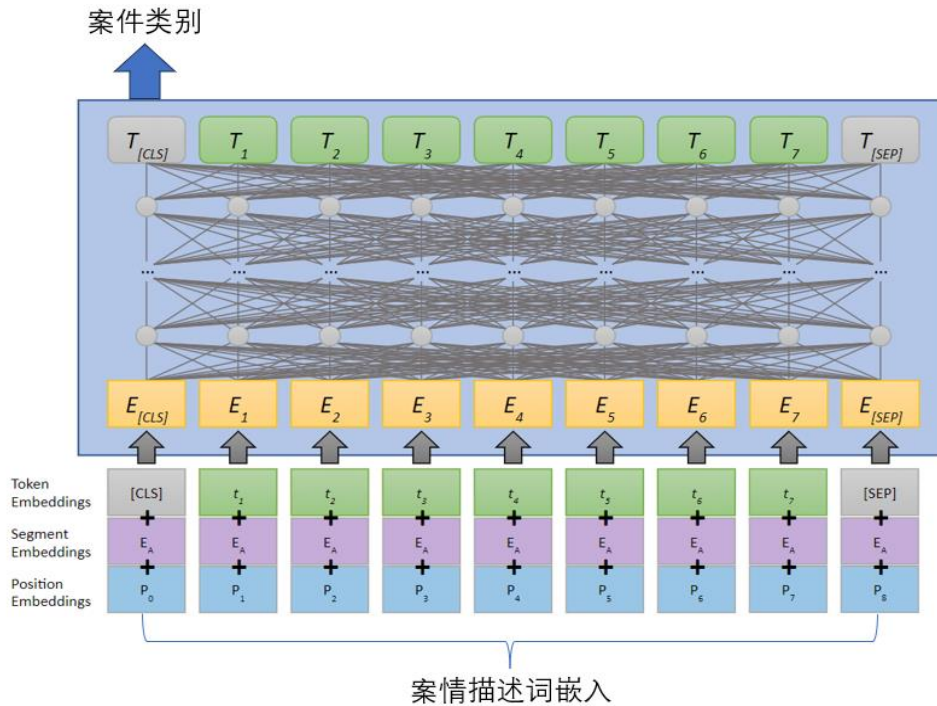 案件类别
T[CLS] T1 T2 T3 T4 T5 T6 T7 T[SEP]
... ... ... ... ... ... ... ... ...
E[CLS] E1 E2 E3 E4 E5 E6 E7 E[SEP]
Token Embeddings [CLS] t1 t2 t3 t4 t5 t6 t7 [SEP]
+ + + + + + + + +
Segment Embeddings EA EA EA EA EA EA EA EA EA
+ + + + + + + + +
Position Embeddings P0 P1 P2 P3 P4 P5 P6 P7 P8
案情描述词嵌入